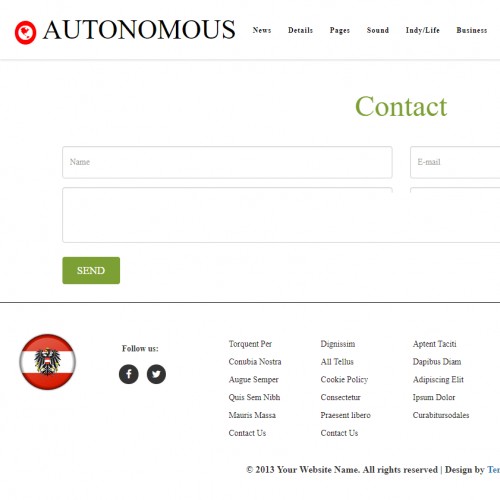 AUTONOMOUS News Details Pages Sound Indy/Life Business
Contact
Name E-mail
SEND
Follow us:
Torquent Per Dignissim Aptent Taciti
Conubia Nostra All Tellus Dapibus Diam
Augue Semper Cookie Policy Adipiscing Elit
Quis Sem Nibh Consectetur Ipsum Dolor
Mauris Massa Praesent libero Curabitursodales
Contact Us Contact Us
© 2013 Your Website Name. All rights reserved | Design by